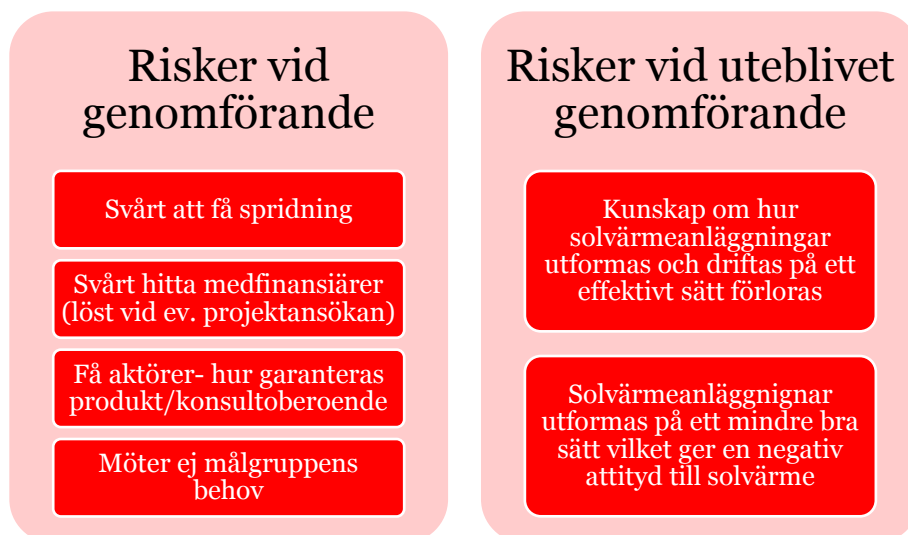 Risker vid
genomförande
Svårt att få spridning
Svårt hitta medfinansiärer
(löst vid ev. projektansökan)
Få aktörer- hur garanteras
produkt/konsultoberoende
Möter ej målgruppens
behov
Risker vid uteblivet
genomförande
Kunskap om hur
solvärmeanläggningar
utformas och driftas på ett
effektivt sätt förloras
Solvärmeanläggnignar
utformas på ett mindre bra
sätt vilket ger en negativ
attityd till solvärme